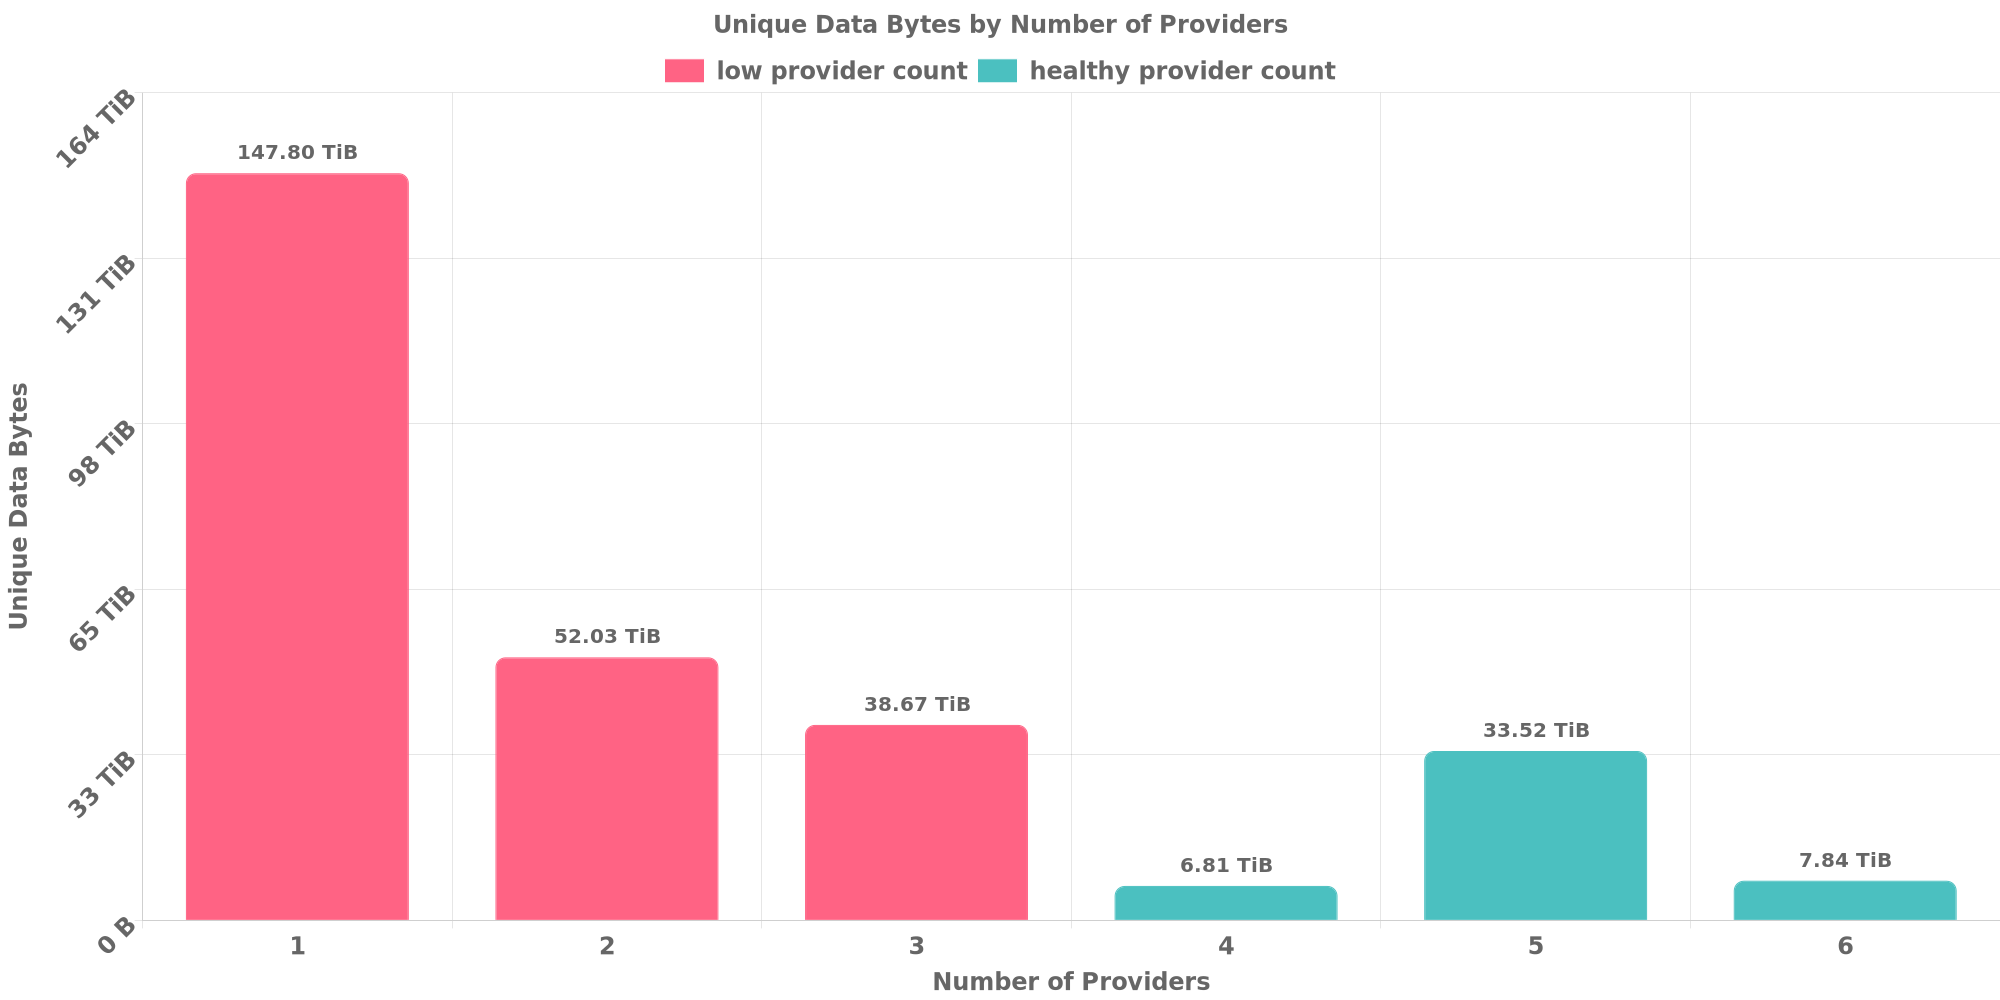 Unique Data Bytes by Number of Providers
low provider count healthy provider count
164 TiB
131 TiB
98 TiB
65 TiB
33 TiB
0 B
Unique Data Bytes
147.80 TiB
52.03 TiB
38.67 TiB
6.81 TiB
33.52 TiB
7.84 TiB
1 2 3 4 5 6
Number of Providers